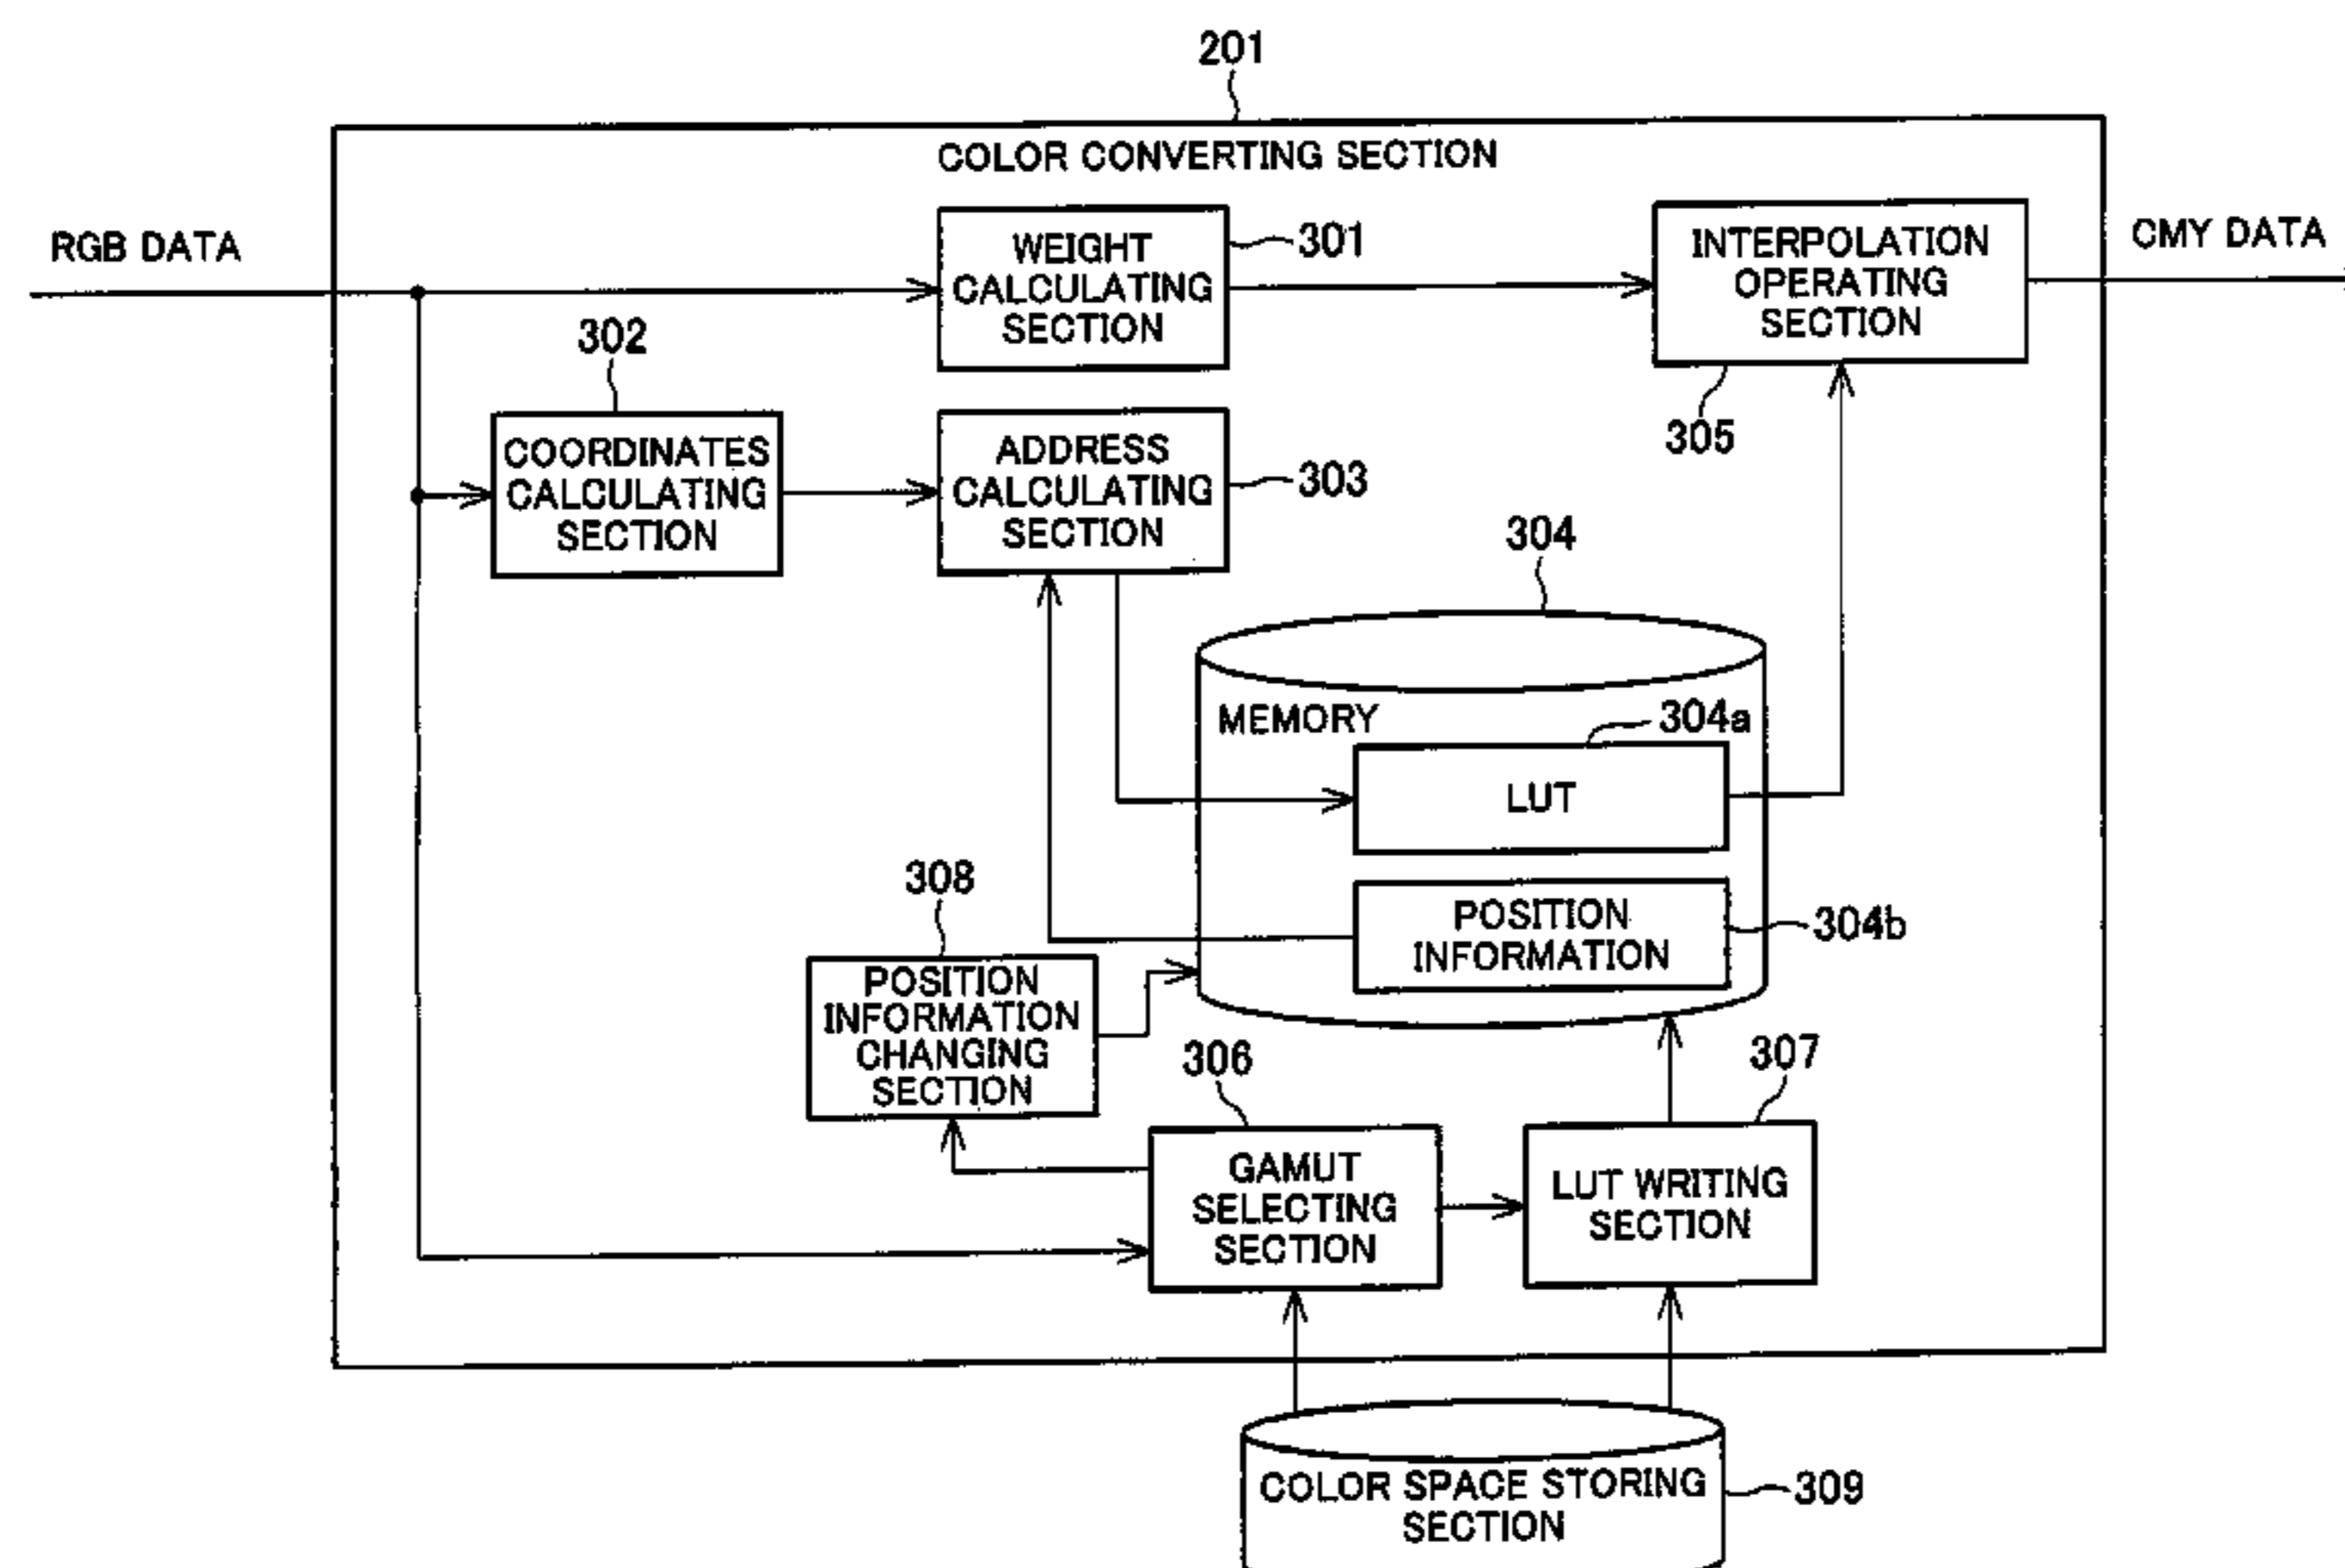 201
COLOR CONVERTING SECTION
RGB DATA
WEIGHT
CALCULATING
SECTION
301
INTERPOLATION
OPERATING
SECTION
CMY DATA
302
305
COORDINATES
CALCULATING
SECTION
ADDRESS
CALCULATING
SECTION
303
304
MEMORY
304a
LUT
308
POSITION
INFORMATION
304b
POSITION
INFORMATION
CHANGING
SECTION
306
307
GAMUT
SELECTING
SECTION
LUT WRITING
SECTION
COLOR SPACE STORING
SECTION
309